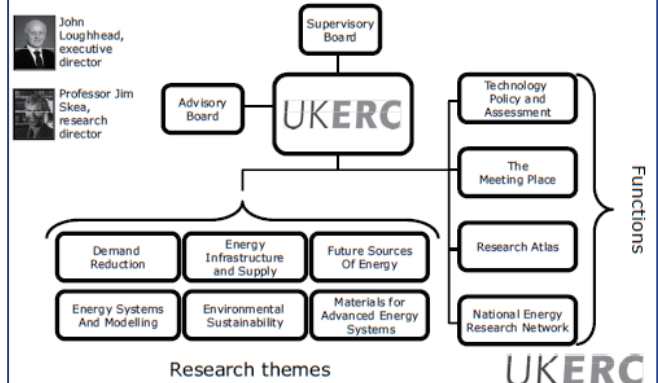 John
Loughhead,
executive
director
Professor Jim
Skea,
research
director
Supervisory
Board
Advisory
Board
UKERC
Technology
Policy and
Assessment
The
Meeting Place
Research Atlas
National Energy
Research Network
Functions
Demand
Reduction
Energy
Infrastructure
and Supply
Future Sources
Of Energy
Energy Systems
And Modelling
Environmental
Sustainability
Materials for
Advanced Energy
Systems
Research themes
UKERC